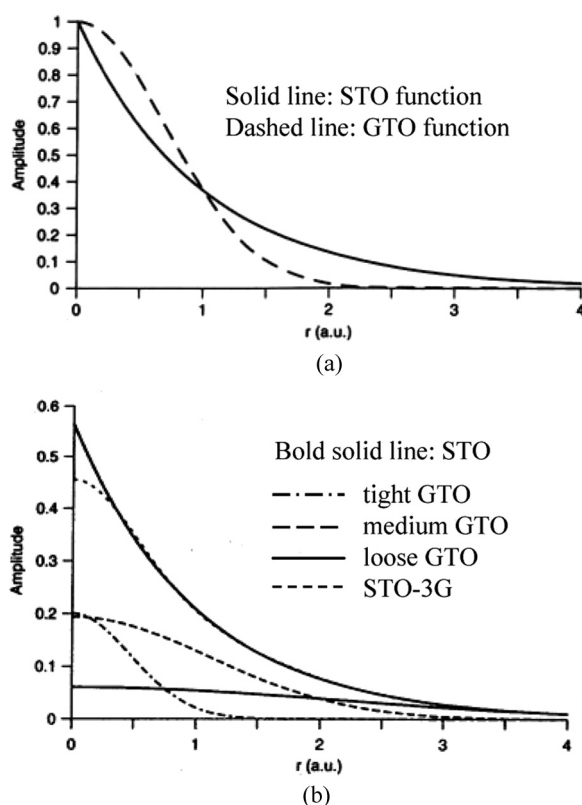 1
0.9
0.8
0.7
0.6
0.5
0.4
0.3
0.2
0.1
0
Amplitude
Solid line: STO function
Dashed line: GTO function
0 1 2 3 4
r (a.u.)
(a)
0.6
0.5
0.4
0.3
0.2
0.1
0
Amplitude
Bold solid line: STO
tight GTO
medium GTO
loose GTO
STO-3G
0 1 2 3 4
r (a.u.)
(b)